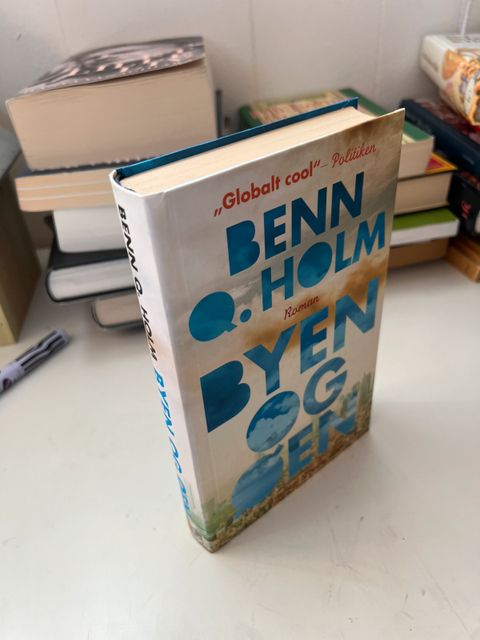 „Globalt cool“ – Politiken
BENN
Q. HOLM
Roman
BYEN
OG
ØEN
BENN Q. HOLM BYEN OG ØEN